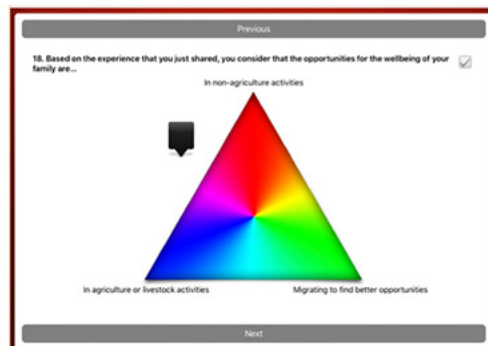 Previous
18. Based on the experience that you just shared, you consider that the opportunities for the wellbeing of your
family are...
In non-agriculture activities
In agriculture or livestock activities
Migrating to find better opportunities
Next